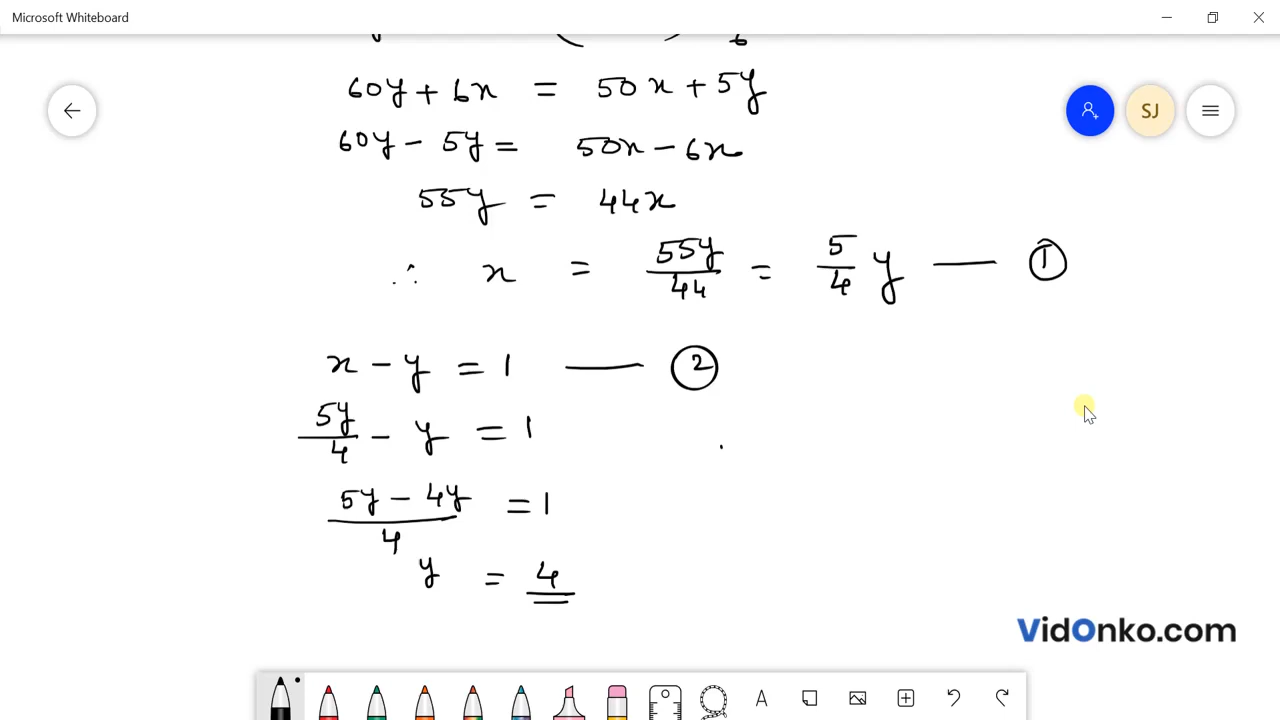 Microsoft Whiteboard
60y + 6x = 50x + 5y
60y - 5y = 50x - 6x
55y = 44x
∴ x = 55y/44 = 5/4 y — ①
x - y = 1 — ②
5y/4 - y = 1
5y - 4y/4 = 1
y = 4
SJ
VidOnko.com
A